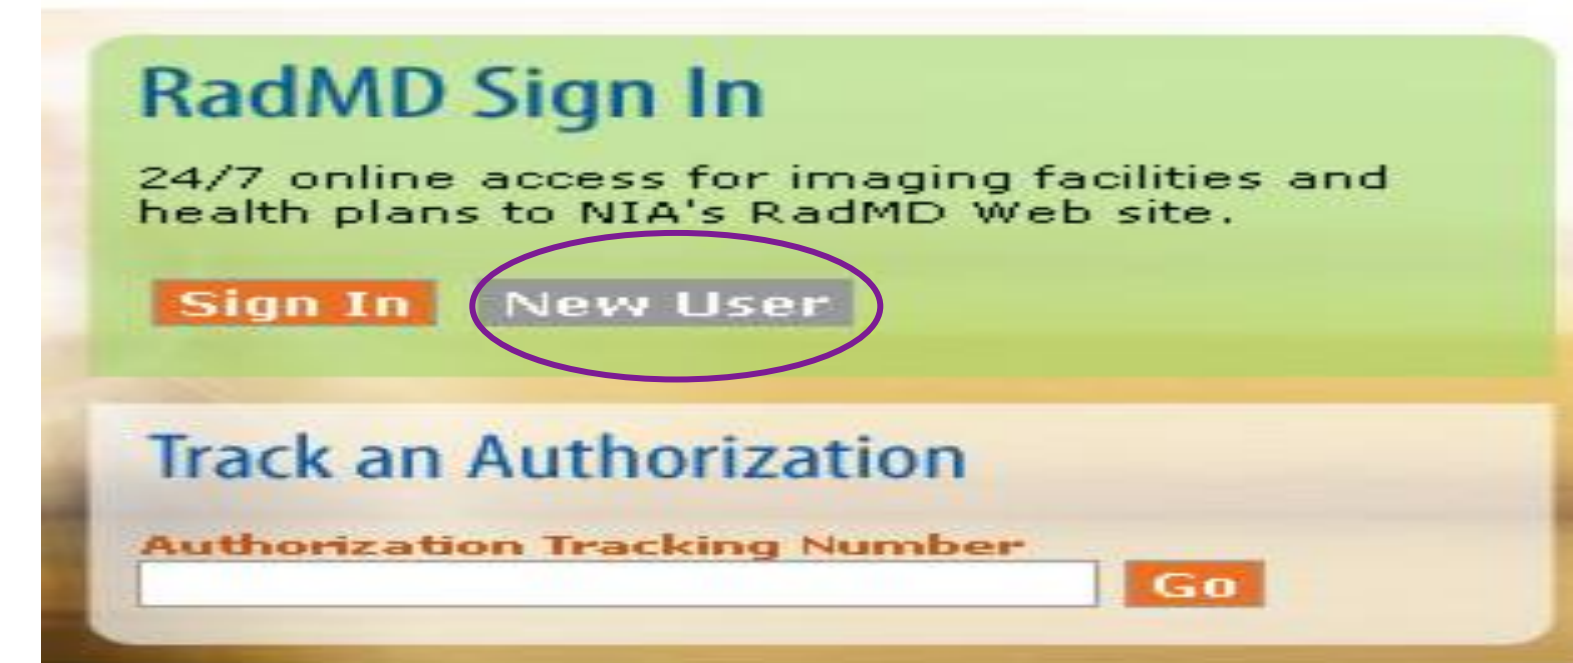 RadMD Sign In
24/7 online access for imaging facilities and
health plans to NIA's RadMD Web site.
Sign In New User
Track an Authorization
Authorization Tracking Number
Go